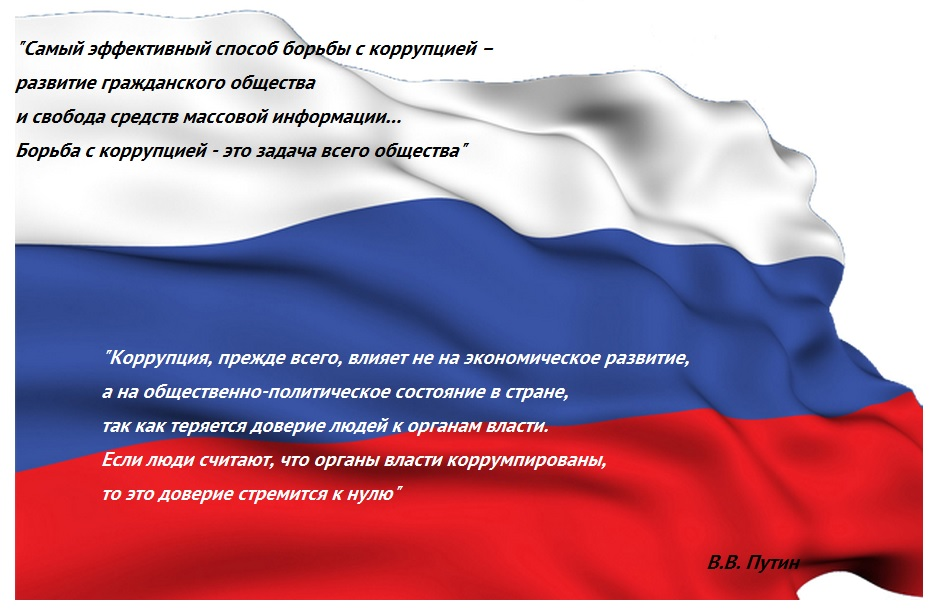 "Самый эффективный способ борьбы с коррупцией –
развитие гражданского общества
и свобода средств массовой информации...
Борьба с коррупцией - это задача всего общества"
"Коррупция, прежде всего, влияет не на экономическое развитие,
а на общественно-политическое состояние в стране,
так как теряется доверие людей к органам власти.
Если люди считают, что органы власти коррумпированы,
то это доверие стремится к нулю"
В.В. Путин